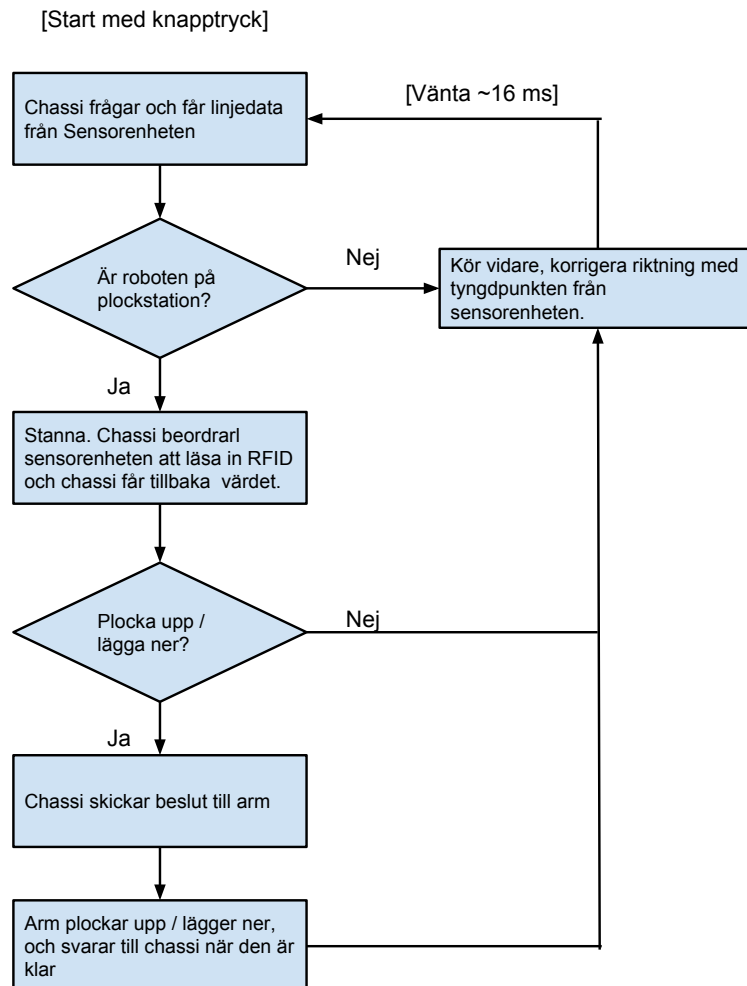 [Start med knapptryck]
Chassi frågar och får linjedata
från Sensorenheten
[Vänta ~16 ms]
Är roboten på
plockstation?
Nej
Kör vidare, korrigera riktning med
tyngdpunkten från
sensorenheten.
Ja
Stanna. Chassi beordrarl
sensorenheten att läsa in RFID
och chassi får tillbaka  värdet.
Plocka upp /
lägga ner?
Nej
Ja
Chassi skickar beslut till arm
Arm plockar upp / lägger ner,
och svarar till chassi när den är
klar